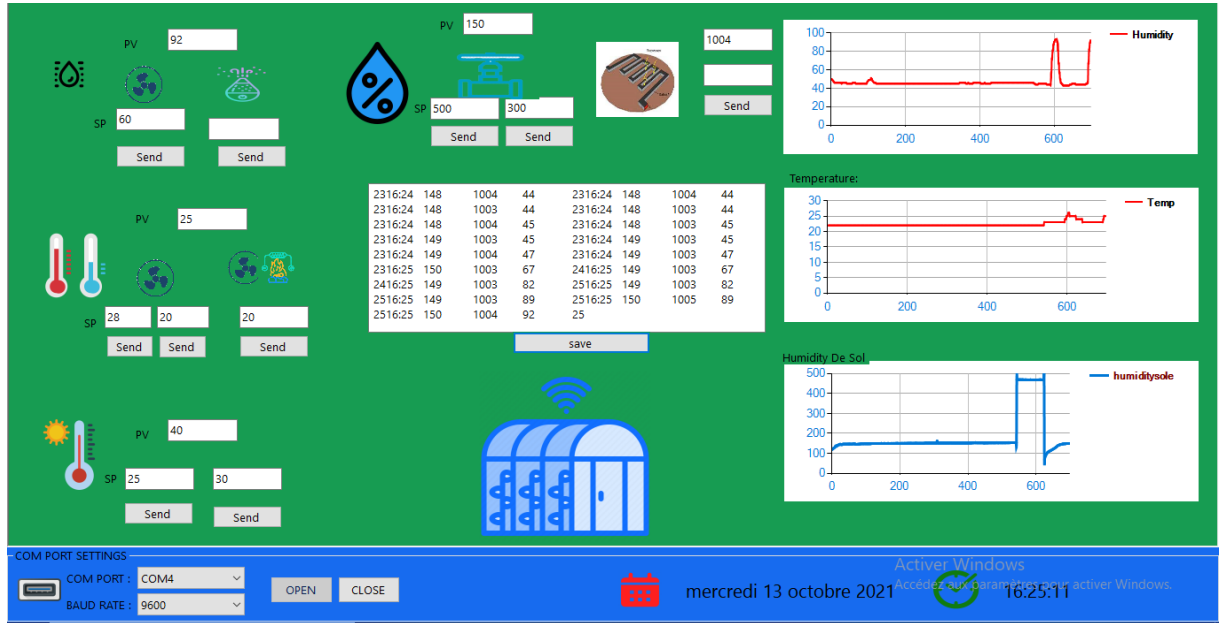 PV 92
SP 60
Send Send
PV 150
SP 500 300
Send Send
1004
Send
Humidity
100
80
60
40
20
0
0 200 400 600
PV 25
SP 28 20 20
Send Send Send
2316:24 148 1004 44 2316:24 148 1004 44
2316:24 148 1003 44 2316:24 148 1003 44
2316:24 148 1004 45 2316:24 148 1003 45
2316:24 149 1003 45 2316:24 149 1003 45
2316:24 149 1004 47 2316:24 149 1003 47
2316:25 150 1003 67 2416:25 149 1003 67
2416:25 149 1003 82 2516:25 149 1003 82
2516:25 149 1003 89 2516:25 150 1005 89
2516:25 150 1004 92 25
save
Temperature:
Temp
30
25
20
15
10
5
0
0 200 400 600
PV 40
SP 25 30
Send Send
Humidity De Sol
humiditysole
500
400
300
200
100
0
0 200 400 600
COM PORT SETTINGS
COM PORT : COM4
BAUD RATE : 9600
OPEN CLOSE
mercredi 13 octobre 2021
16:25:11
Activer Windows
Accédez aux paramètres pour activer Windows.